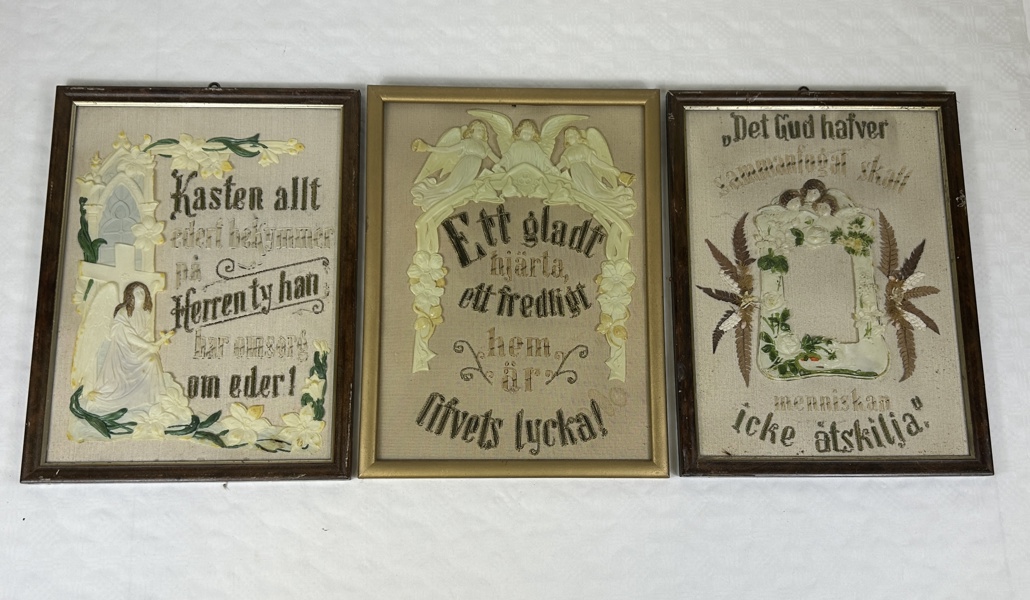 Kasten allt
edert bekymmer
på
Herren ty han
har omsorg
om eder!
Ett gladt
hjärta,
ett fredligt
hem
är
lifvets lycka!
„Det Gud hafver
sammanfogat skall
menniskan
icke åtskilja."